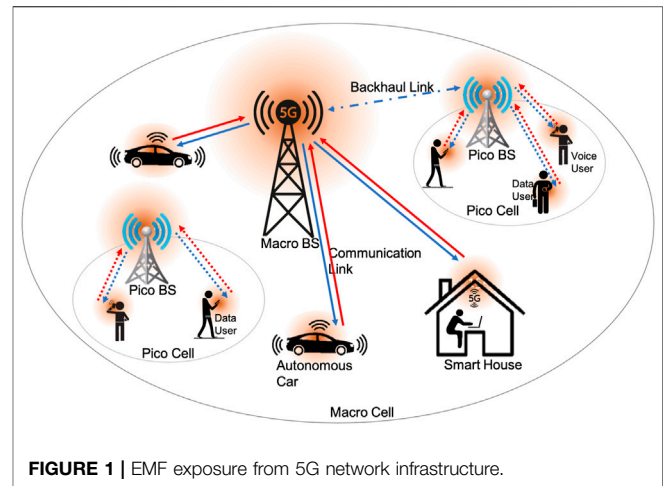 Backhaul Link
5G
Pico BS
Voice
User
Data
User
Pico Cell
Macro BS
Communication
Link
Pico BS
Data
User
Pico Cell
5G
Autonomous
Car
Smart House
Macro Cell
FIGURE 1 | EMF exposure from 5G network infrastructure.